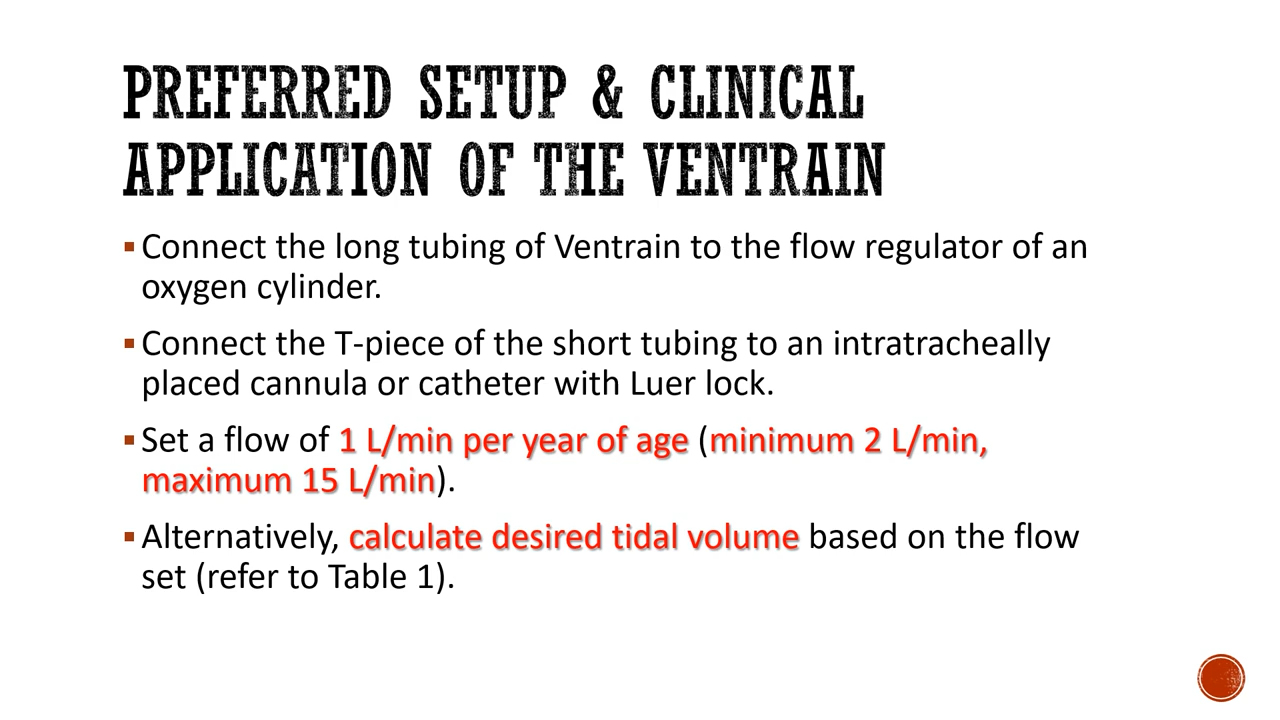 PREFERRED SETUP & CLINICAL
APPLICATION OF THE VENTRAIN
▪ Connect the long tubing of Ventrain to the flow regulator of an
oxygen cylinder.
▪ Connect the T-piece of the short tubing to an intratracheally
placed cannula or catheter with Luer lock.
▪ Set a flow of 1 L/min per year of age (minimum 2 L/min,
maximum 15 L/min).
▪ Alternatively, calculate desired tidal volume based on the flow
set (refer to Table 1).